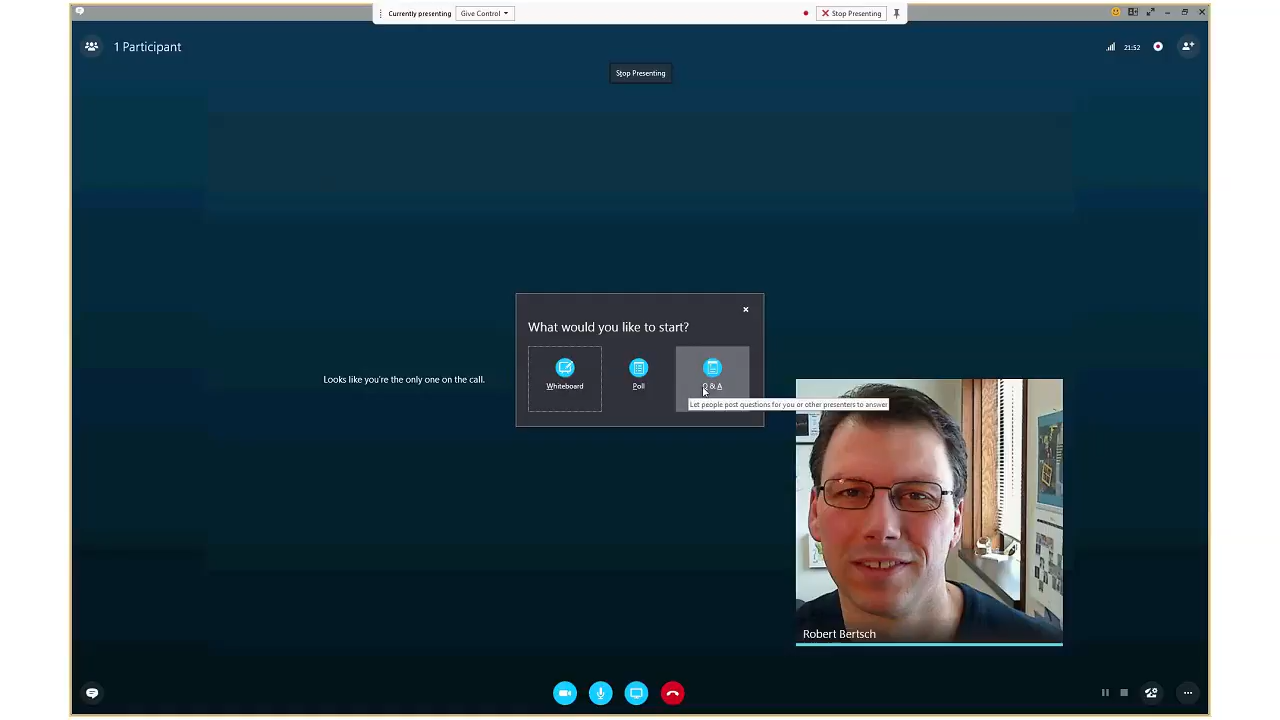 Currently presenting
Give Control
Stop Presenting
1 Participant
21:52
Stop Presenting
What would you like to start?
Whiteboard
Poll
Q & A
Let people post questions for you or other presenters to answer
Looks like you're the only one on the call.
Robert Bertsch